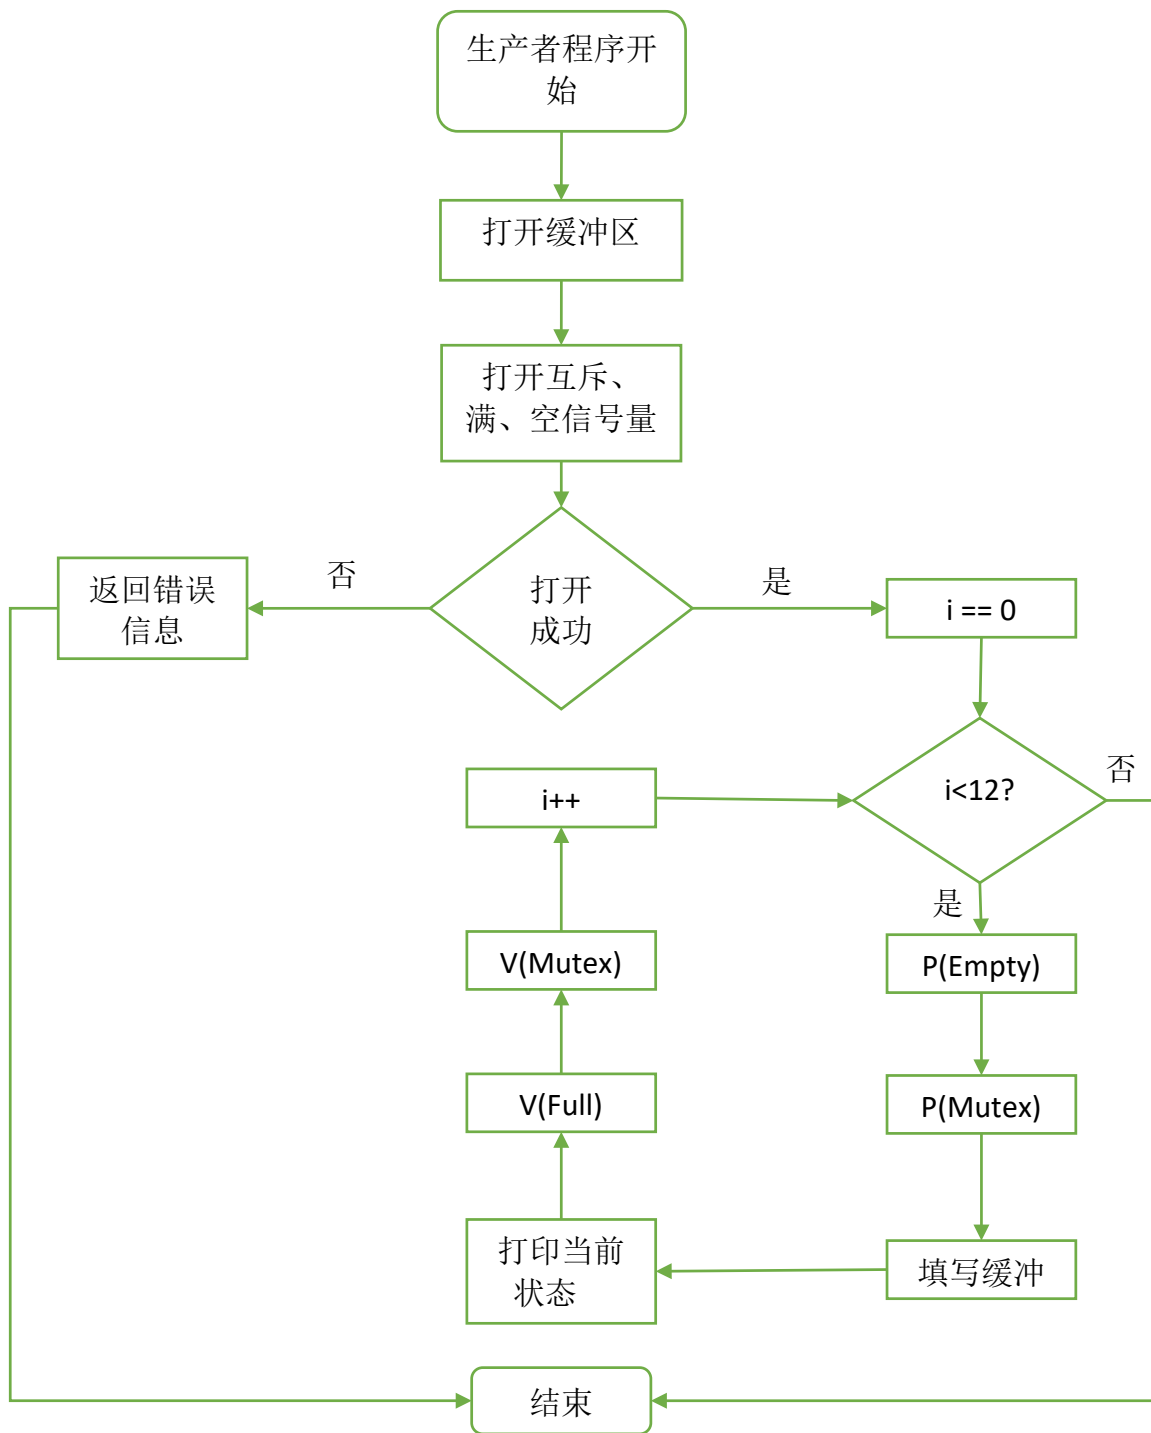 生产者程序开
始
打开缓冲区
打开互斥、
满、空信号量
打开
成功
否
返回错误
信息
是
i == 0
i<12?
否
是
P(Empty)
P(Mutex)
填写缓冲
打印当前
状态
V(Full)
V(Mutex)
i++
结束